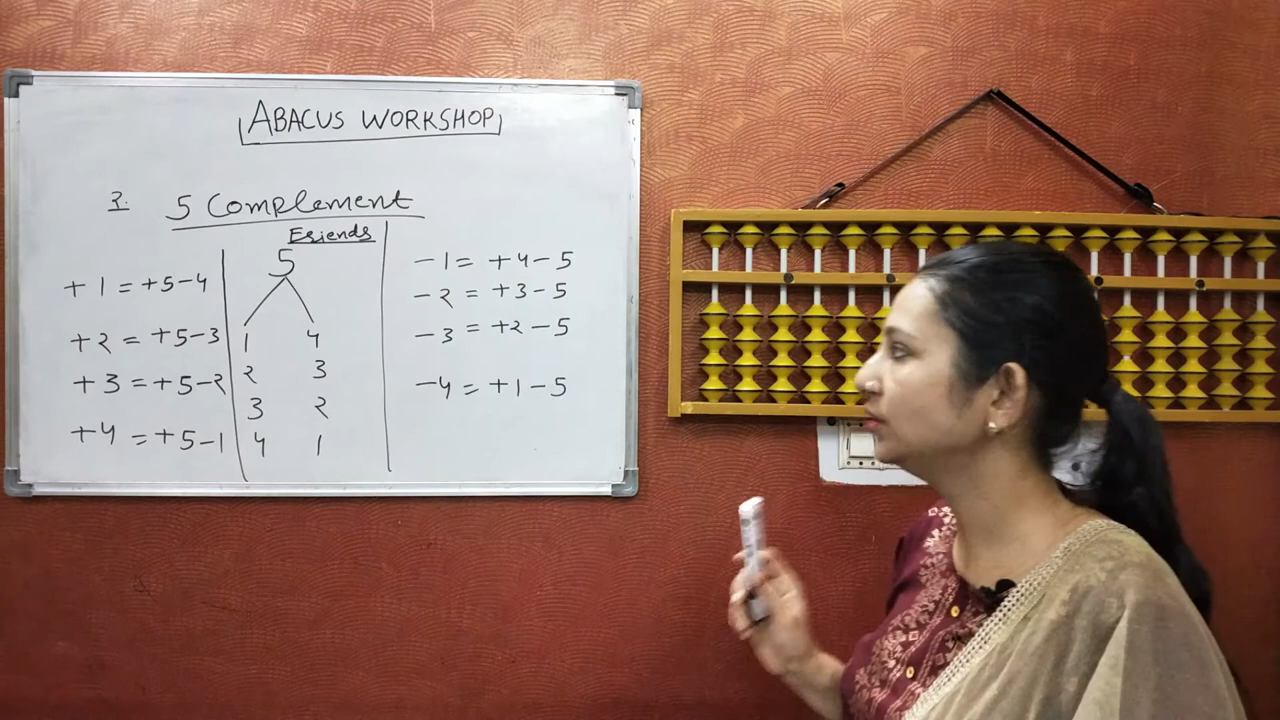 ABACUS WORKSHOP
2. 5 Complement
Friends
5
+1 = +5-4
+2 = +5-3
+3 = +5-2
+4 = +5-1
1 4
2 3
3 2
4 1
-1 = +4-5
-2 = +3-5
-3 = +2-5
-4 = +1-5